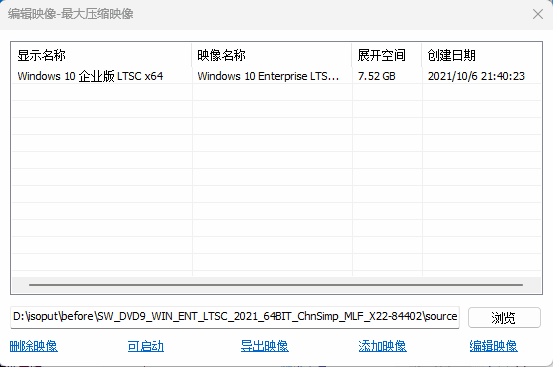 编辑映像-最大压缩映像
显示名称 映像名称 展开空间 创建日期
Windows 10 企业版 LTSC x64 Windows 10 Enterprise LTS... 7.52 GB 2021/10/6 21:40:23
D:\isoput\before\SW_DVD9_WIN_ENT_LTSC_2021_64BIT_ChnSimp_MLF_X22-84402\source 浏览
删除映像 可启动 导出映像 添加映像 编辑映像